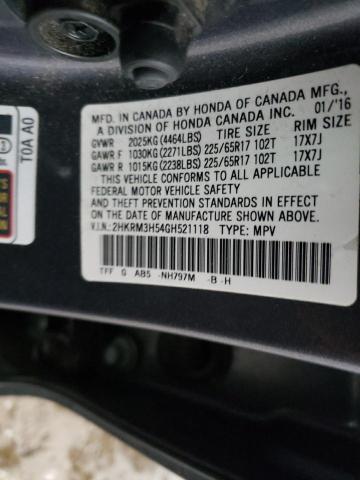 MFD. IN CANADA BY HONDA OF CANADA MFG.,
A DIVISION OF HONDA CANADA INC. 01/'16
GVWR 2025KG (4464LBS) TIRE SIZE RIM SIZE
GAWR F 1030KG (2271LBS) 225/65R17 102T 17X7J
GAWR R 1015KG (2238LBS) 225/65R17 102T 17X7J
THIS VEHICLE CONFORMS TO ALL APPLICABLE
FEDERAL MOTOR VEHICLE SAFETY
AND THEFT PREVENTION STANDARDS IN EFFECT ON
THE DATE OF MANUFACTURE SHOWN ABOVE.
V.I.N.: 2HKRM3H54GH521118 TYPE: MPV
TFF 0 AB5 -NH797M -B -H
TOA A0